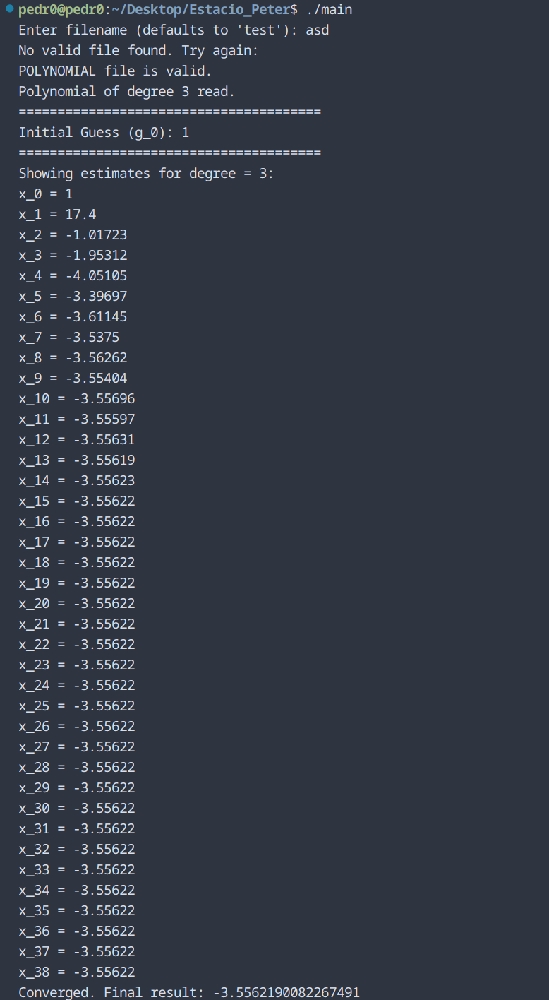 pedr0@pedr0:~/Desktop/Estacio_Peter$ ./main
Enter filename (defaults to 'test'): asd
No valid file found. Try again:
POLYNOMIAL file is valid.
Polynomial of degree 3 read.
=======================================
Initial Guess (g_0): 1
=======================================
Showing estimates for degree = 3:
x_0 = 1
x_1 = 17.4
x_2 = -1.01723
x_3 = -1.95312
x_4 = -4.05105
x_5 = -3.39697
x_6 = -3.61145
x_7 = -3.5375
x_8 = -3.56262
x_9 = -3.55404
x_10 = -3.55696
x_11 = -3.55597
x_12 = -3.55631
x_13 = -3.55619
x_14 = -3.55623
x_15 = -3.55622
x_16 = -3.55622
x_17 = -3.55622
x_18 = -3.55622
x_19 = -3.55622
x_20 = -3.55622
x_21 = -3.55622
x_22 = -3.55622
x_23 = -3.55622
x_24 = -3.55622
x_25 = -3.55622
x_26 = -3.55622
x_27 = -3.55622
x_28 = -3.55622
x_29 = -3.55622
x_30 = -3.55622
x_31 = -3.55622
x_32 = -3.55622
x_33 = -3.55622
x_34 = -3.55622
x_35 = -3.55622
x_36 = -3.55622
x_37 = -3.55622
x_38 = -3.55622
Converged. Final result: -3.5562190082267491